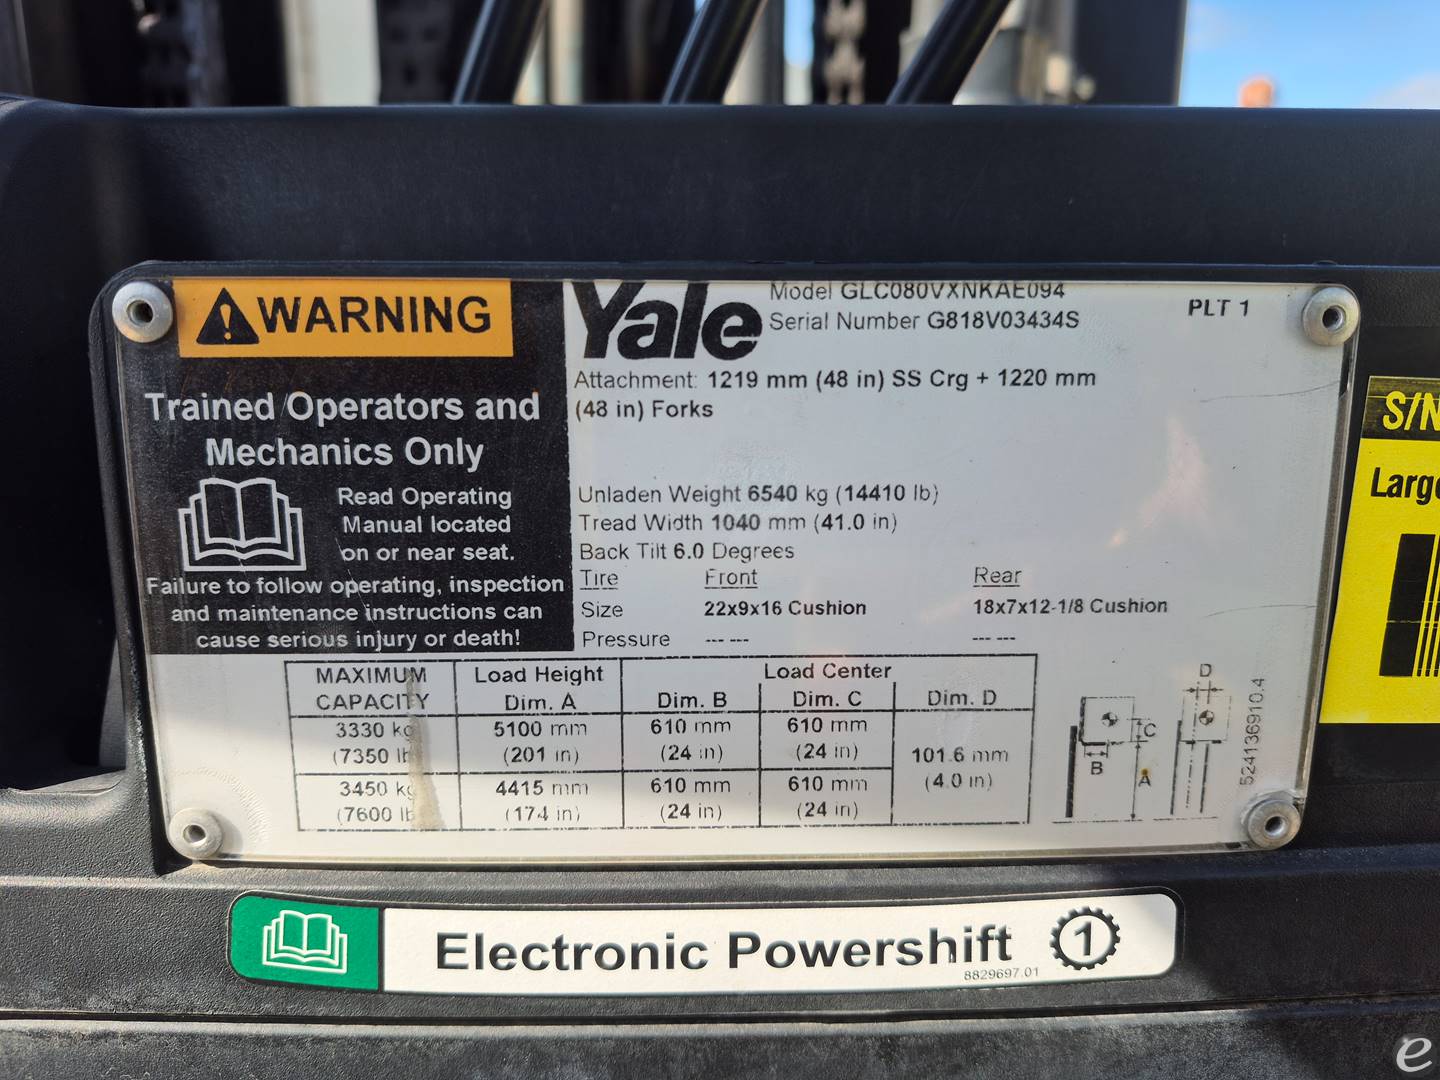 WARNING
Trained Operators and
Mechanics Only
Read Operating
Manual located
on or near seat.
Failure to follow operating, inspection
and maintenance instructions can
cause serious injury or death!
Yale
Model GLC080VXNKAE094
Serial Number G818V03434S
PLT 1
Attachment: 1219 mm (48 in) SS Crg + 1220 mm
(48 in) Forks
Unladen Weight 6540 kg (14410 lb)
Tread Width 1040 mm (41.0 in)
Back Tilt 6.0 Degrees
Tire Front Rear
Size 22x9x16 Cushion 18x7x12-1/8 Cushion
Pressure --- --- --- ---
MAXIMUM CAPACITY
Load Height Dim. A
Load Center
Dim. B Dim. C Dim. D
3330 kg 5100 mm 610 mm 610 mm
(7350 lb (201 in) (24 in) (24 in)
101.6 mm
(4.0 in)
3450 kg 4415 mm 610 mm 610 mm
(7600 lb (174 in) (24 in) (24 in)
D
C
B
A
524136910.4
S/N
Large
Electronic Powershift 1
8829697.01
e